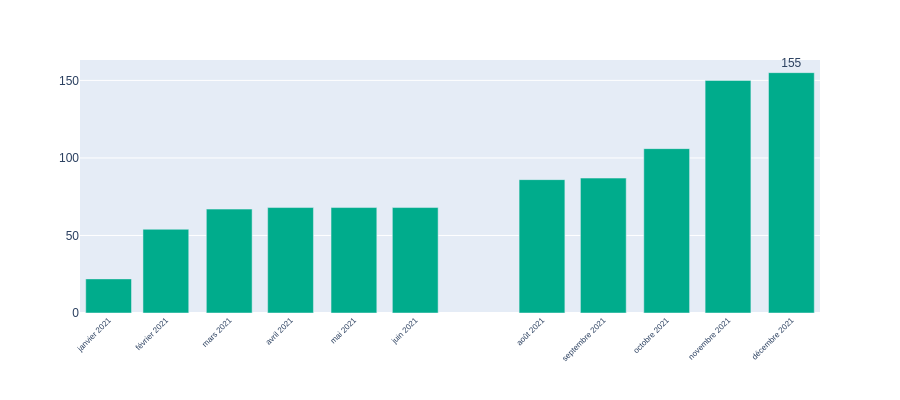 155
150
100
50
0
janvier 2021
février 2021
mars 2021
avril 2021
mai 2021
juin 2021
août 2021
septembre 2021
octobre 2021
novembre 2021
décembre 2021